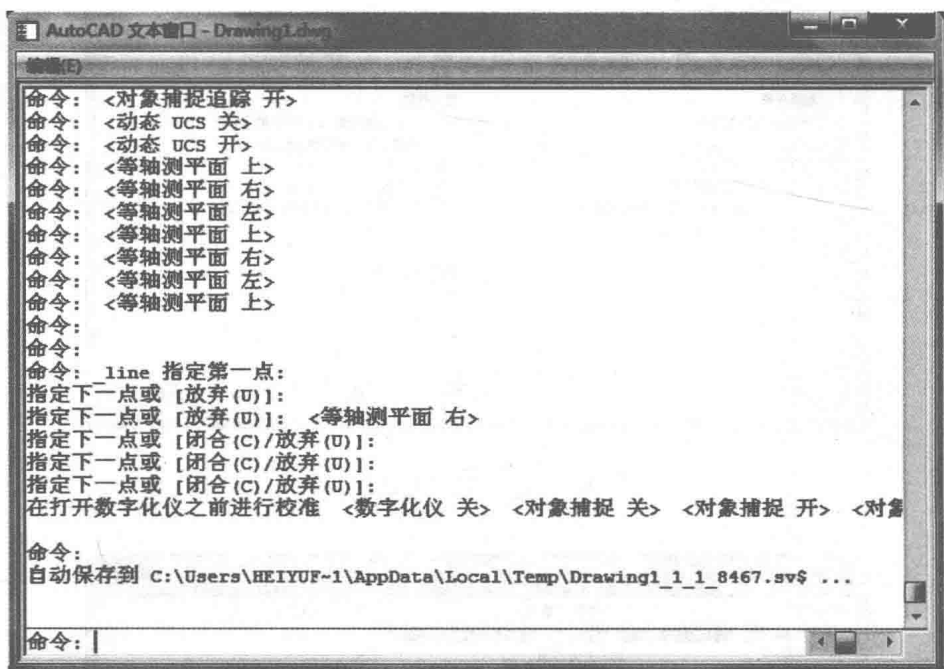 AutoCAD 文本窗口 - Drawing1.dwg
编辑(E)
命令: <对象捕捉追踪 开>
命令: <动态 UCS 关>
命令: <动态 UCS 开>
命令: <等轴测平面 上>
命令: <等轴测平面 右>
命令: <等轴测平面 左>
命令: <等轴测平面 上>
命令: <等轴测平面 右>
命令: <等轴测平面 左>
命令: <等轴测平面 上>
命令:
命令:
命令: _line 指定第一点:
指定下一点或 [放弃(U)]:
指定下一点或 [放弃(U)]: <等轴测平面 右>
指定下一点或 [闭合(C)/放弃(U)]:
指定下一点或 [闭合(C)/放弃(U)]:
指定下一点或 [闭合(C)/放弃(U)]:
在打开数字化仪之前进行校准 <数字化仪 关> <对象捕捉 关> <对象捕捉 开> <对象
命令:
自动保存到 C:\Users\HEIYUF~1\AppData\Local\Temp\Drawing1_1_1_8467.sv$ ...
命令: